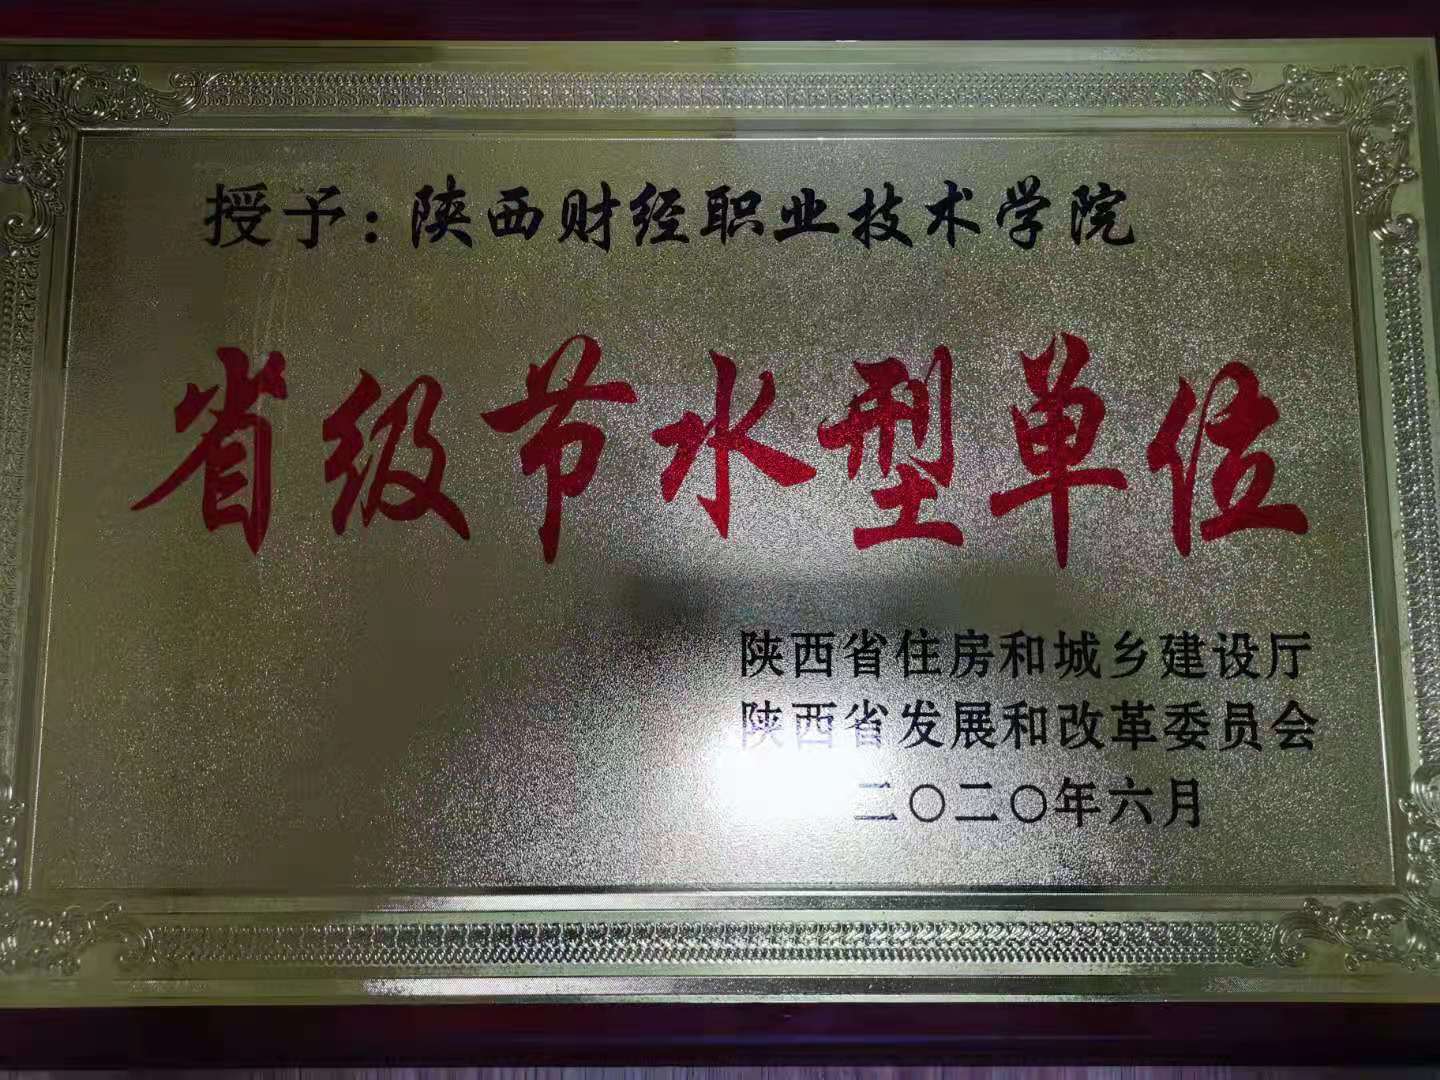 授予：陕西财经职业技术学院
省级节水型单位
陕西省住房和城乡建设厅
陕西省发展和改革委员会
二〇二〇年六月